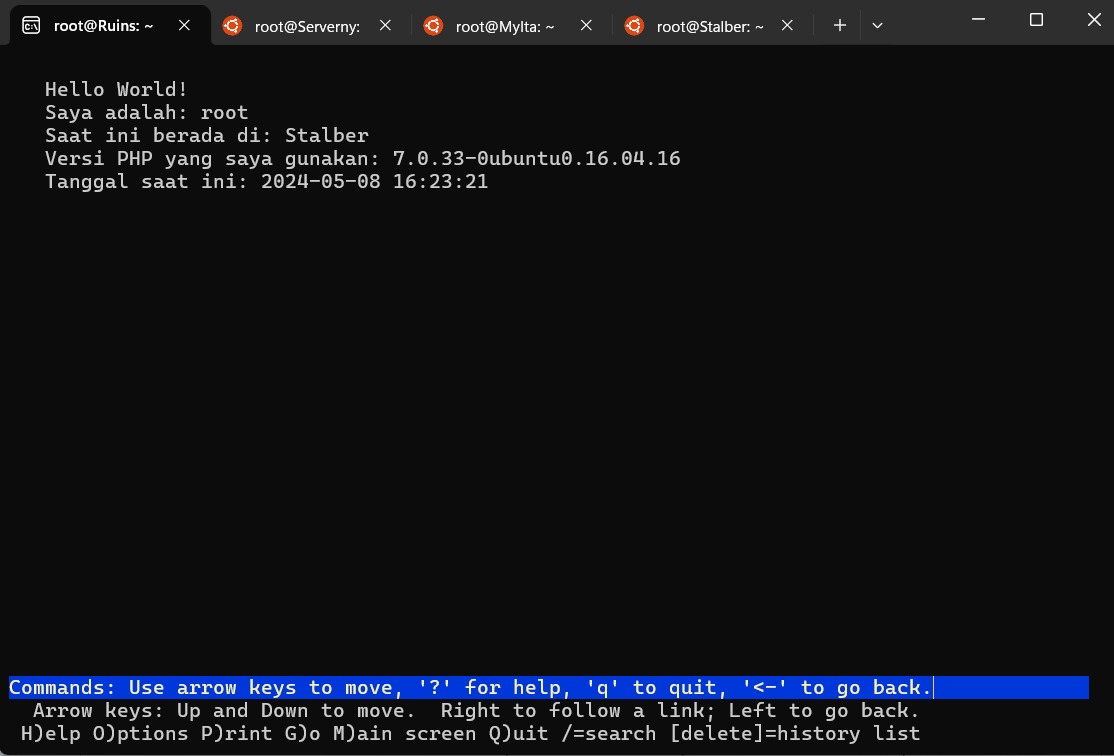 root@Ruins: ~ root@Serverny: root@Mylta: ~ root@Stalber: ~
Hello World!
Saya adalah: root
Saat ini berada di: Stalber
Versi PHP yang saya gunakan: 7.0.33-0ubuntu0.16.04.16
Tanggal saat ini: 2024-05-08 16:23:21
Commands: Use arrow keys to move, '?' for help, 'q' to quit, '<-' to go back.
Arrow keys: Up and Down to move. Right to follow a link; Left to go back.
H)elp O)ptions P)rint G)o M)ain screen Q)uit /=search [delete]=history list